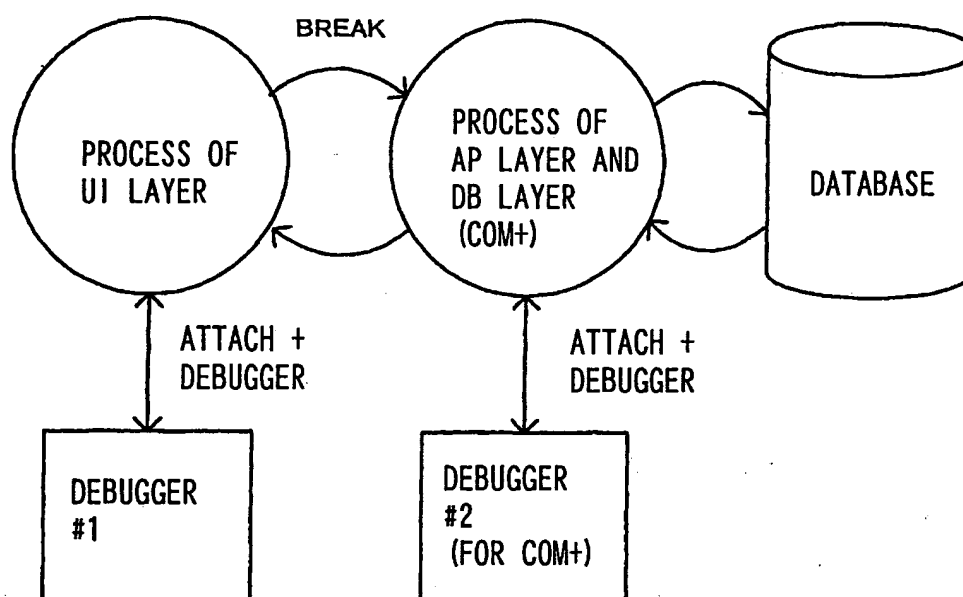 BREAK
PROCESS OF
UI LAYER
PROCESS OF
AP LAYER AND
DB LAYER
(COM+)
DATABASE
ATTACH +
DEBUGGER
ATTACH +
DEBUGGER
DEBUGGER
#1
DEBUGGER
#2
(FOR COM+)